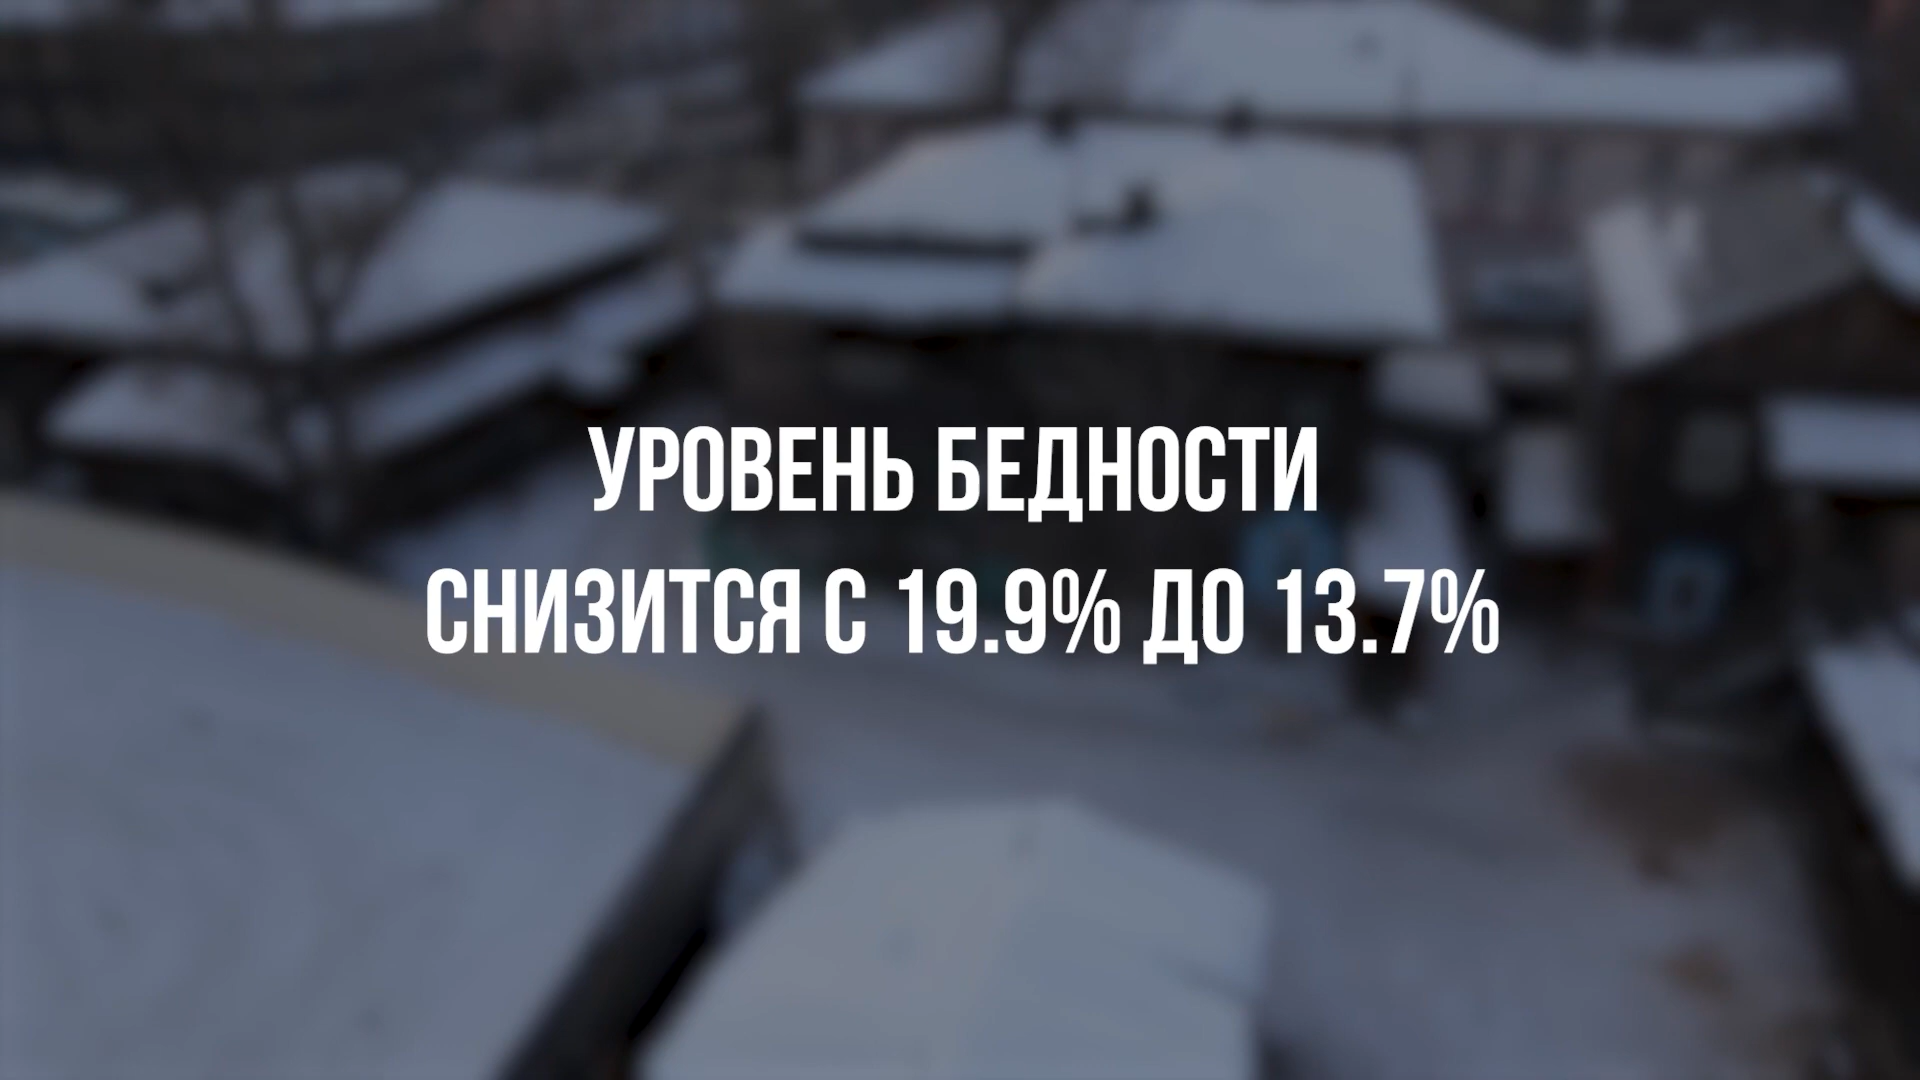 УРОВЕНЬ БЕДНОСТИ
СНИЗИТСЯ С 19.9% ДО 13.7%